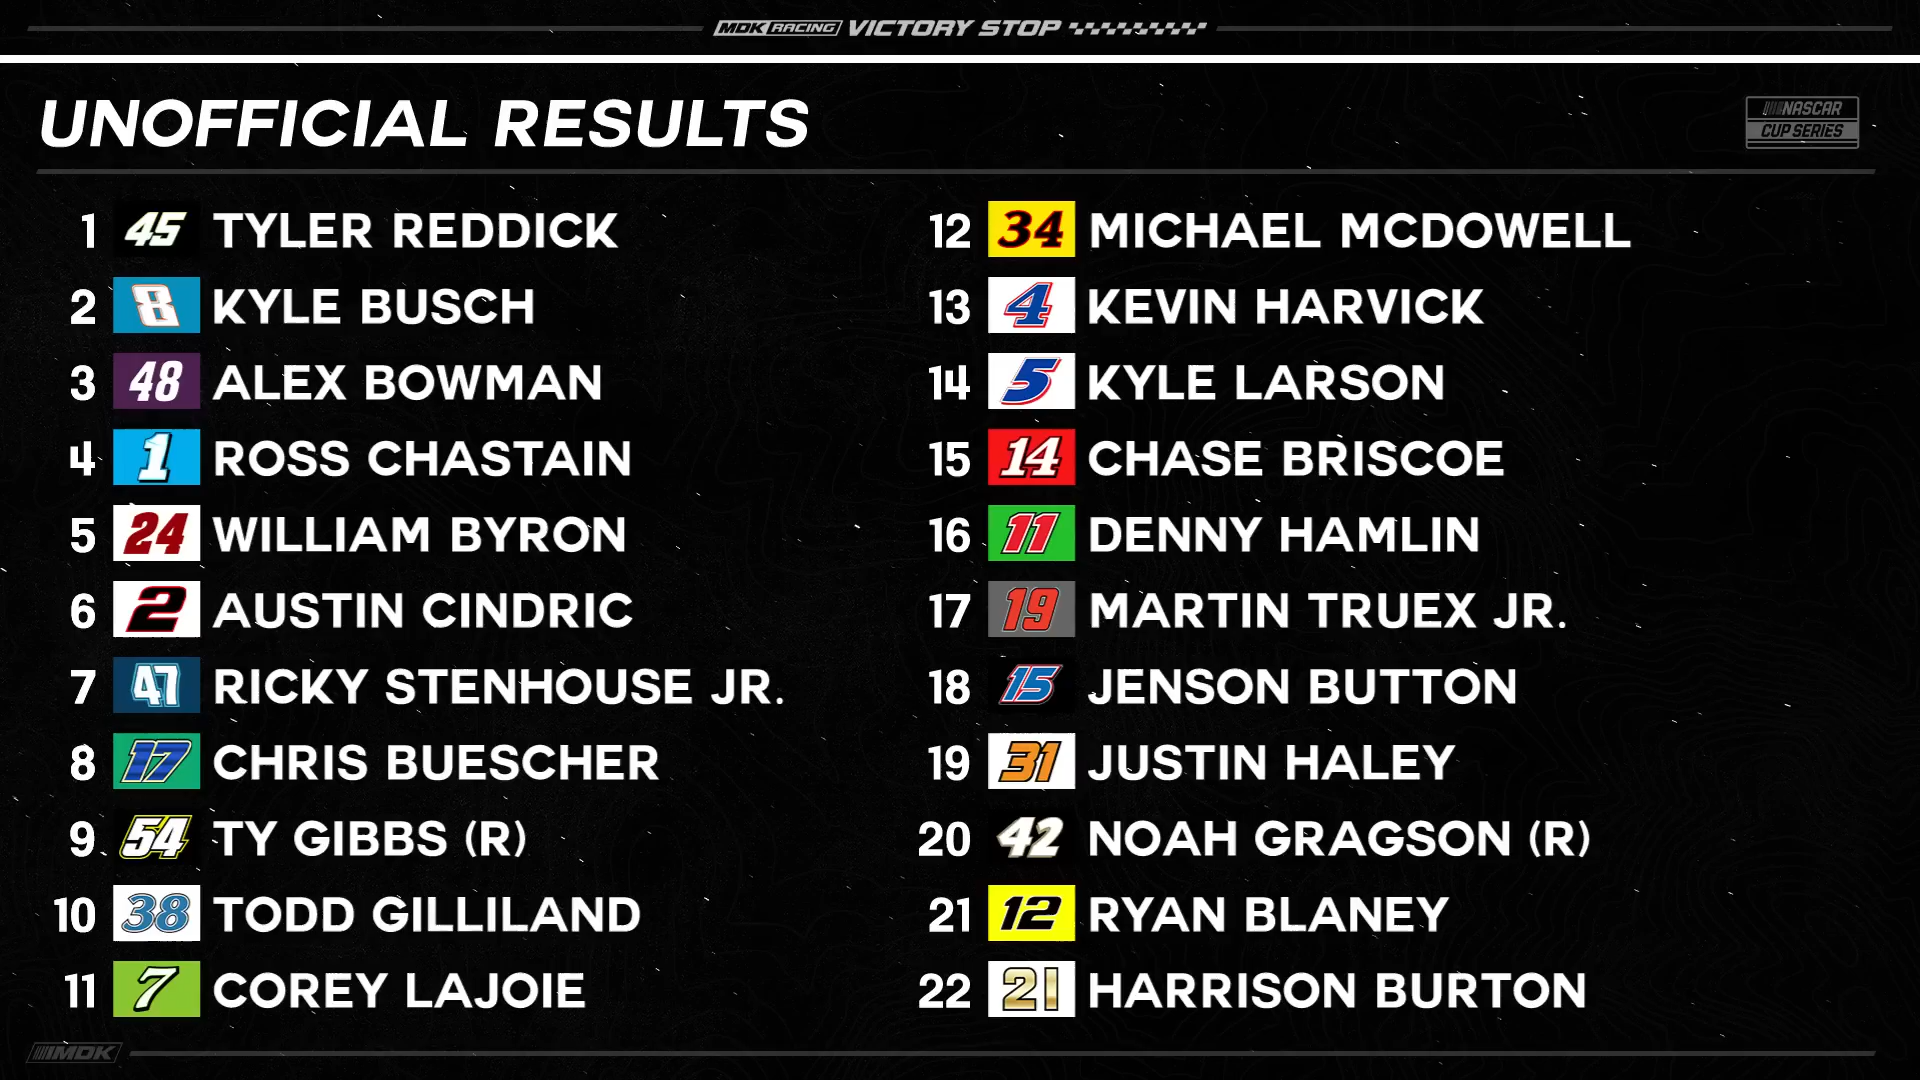 MDK RACING VICTORY STOP
UNOFFICIAL RESULTS
NASCAR
CUP SERIES
1 45 TYLER REDDICK
2 8 KYLE BUSCH
3 48 ALEX BOWMAN
4 1 ROSS CHASTAIN
5 24 WILLIAM BYRON
6 2 AUSTIN CINDRIC
7 47 RICKY STENHOUSE JR.
8 17 CHRIS BUESCHER
9 54 TY GIBBS (R)
10 38 TODD GILLILAND
11 7 COREY LAJOIE
12 34 MICHAEL MCDOWELL
13 4 KEVIN HARVICK
14 5 KYLE LARSON
15 14 CHASE BRISCOE
16 11 DENNY HAMLIN
17 19 MARTIN TRUEX JR.
18 15 JENSON BUTTON
19 31 JUSTIN HALEY
20 42 NOAH GRAGSON (R)
21 12 RYAN BLANEY
22 21 HARRISON BURTON
MDK